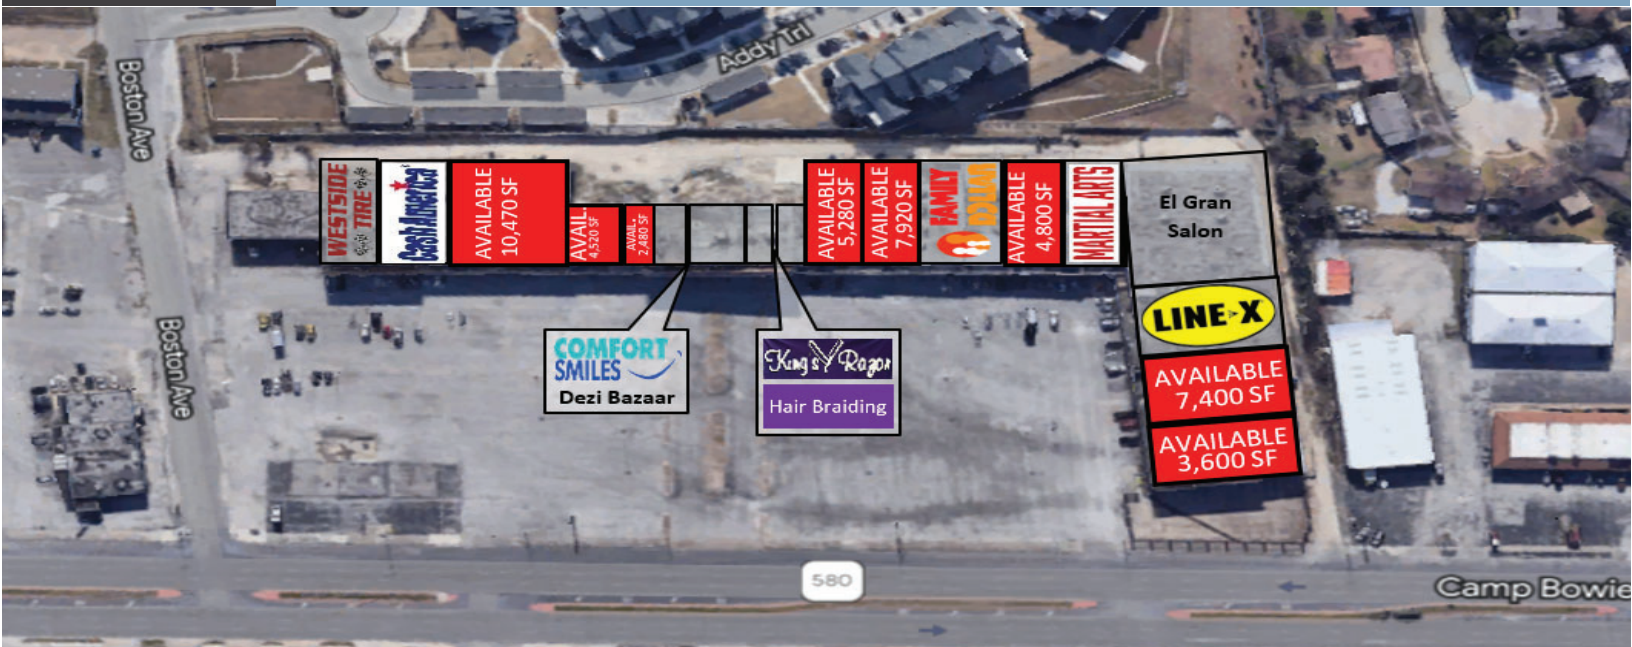 Addy Trl
Boston Ave
WESTSIDE
TIRE
Cash America
AVAILABLE
10,470 SF
AVAIL.
4,520 SF
AVAIL.
2,480 SF
AVAILABLE
5,280 SF
AVAILABLE
7,920 SF
FAMILY
DOLLAR
AVAILABLE
4,800 SF
MARTIAL ARTS
El Gran
Salon
LINE-X
AVAILABLE
7,400 SF
AVAILABLE
3,600 SF
Boston Ave
COMFORT
SMILES
Dezi Bazaar
King's Razor
Hair Braiding
580
Camp Bowie